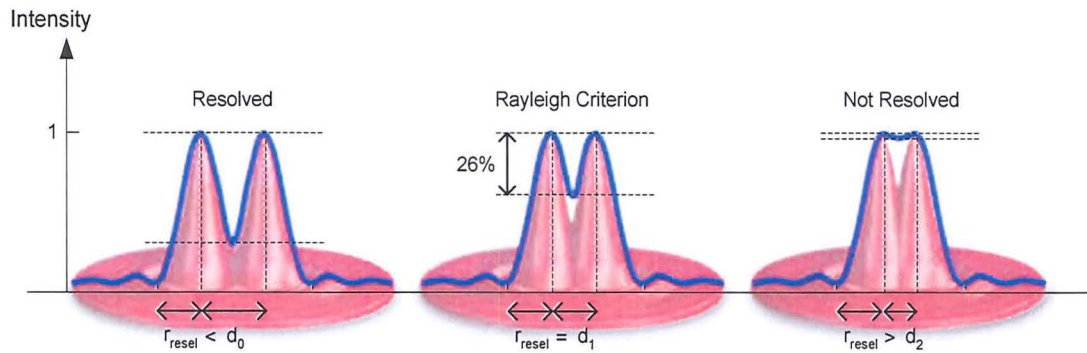 Intensity
Resolved
Rayleigh Criterion
Not Resolved
1
26%
r_resel < d_0
r_resel = d_1
r_resel > d_2